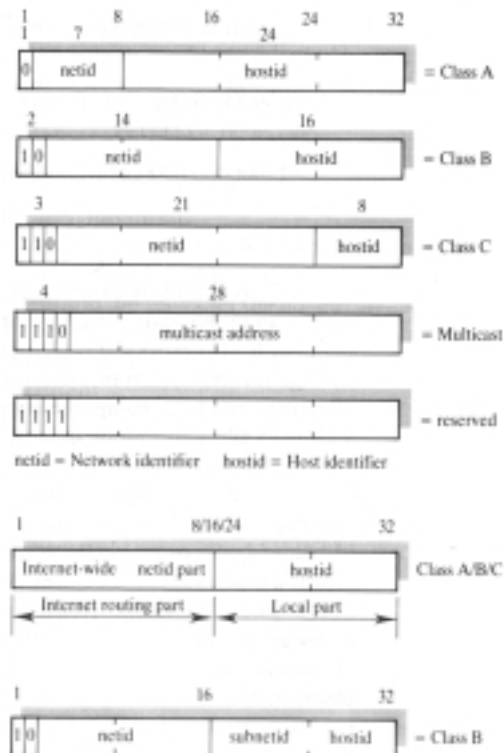 1 8 16 24 32
1 7 24
0 netid hostid = Class A
2 14 16
1 0 netid hostid = Class B
3 21 8
1 1 0 netid hostid = Class C
4 28
1 1 1 0 multicast address = Multicast
1 1 1 1 = reserved
netid = Network identifier hostid = Host identifier
1 8/16/24 32
Internet-wide netid part hostid Class A/B/C
Internet routing part Local part
1 16 32
1 0 netid subnetid hostid = Class B